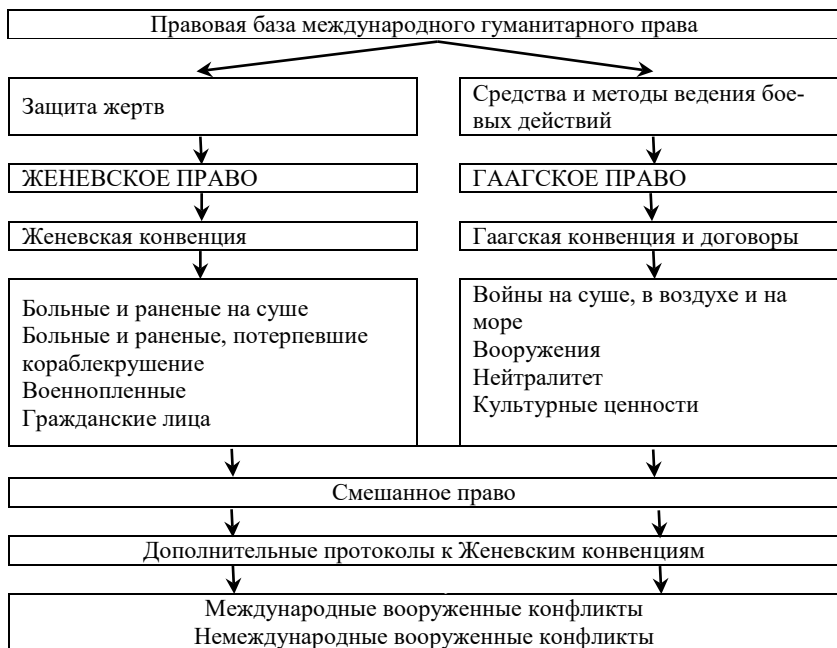 Правовая база международного гуманитарного права
Защита жертв
Средства и методы ведения бое-
вых действий
ЖЕНЕВСКОЕ ПРАВО
ГААГСКОЕ ПРАВО
Женевская конвенция
Гаагская конвенция и договоры
Больные и раненые на суше
Больные и раненые, потерпевшие
кораблекрушение
Военнопленные
Гражданские лица
Войны на суше, в воздухе и на
море
Вооружения
Нейтралитет
Культурные ценности
Смешанное право
Дополнительные протоколы к Женевским конвенциям
Международные вооруженные конфликты
Немеждународные вооруженные конфликты